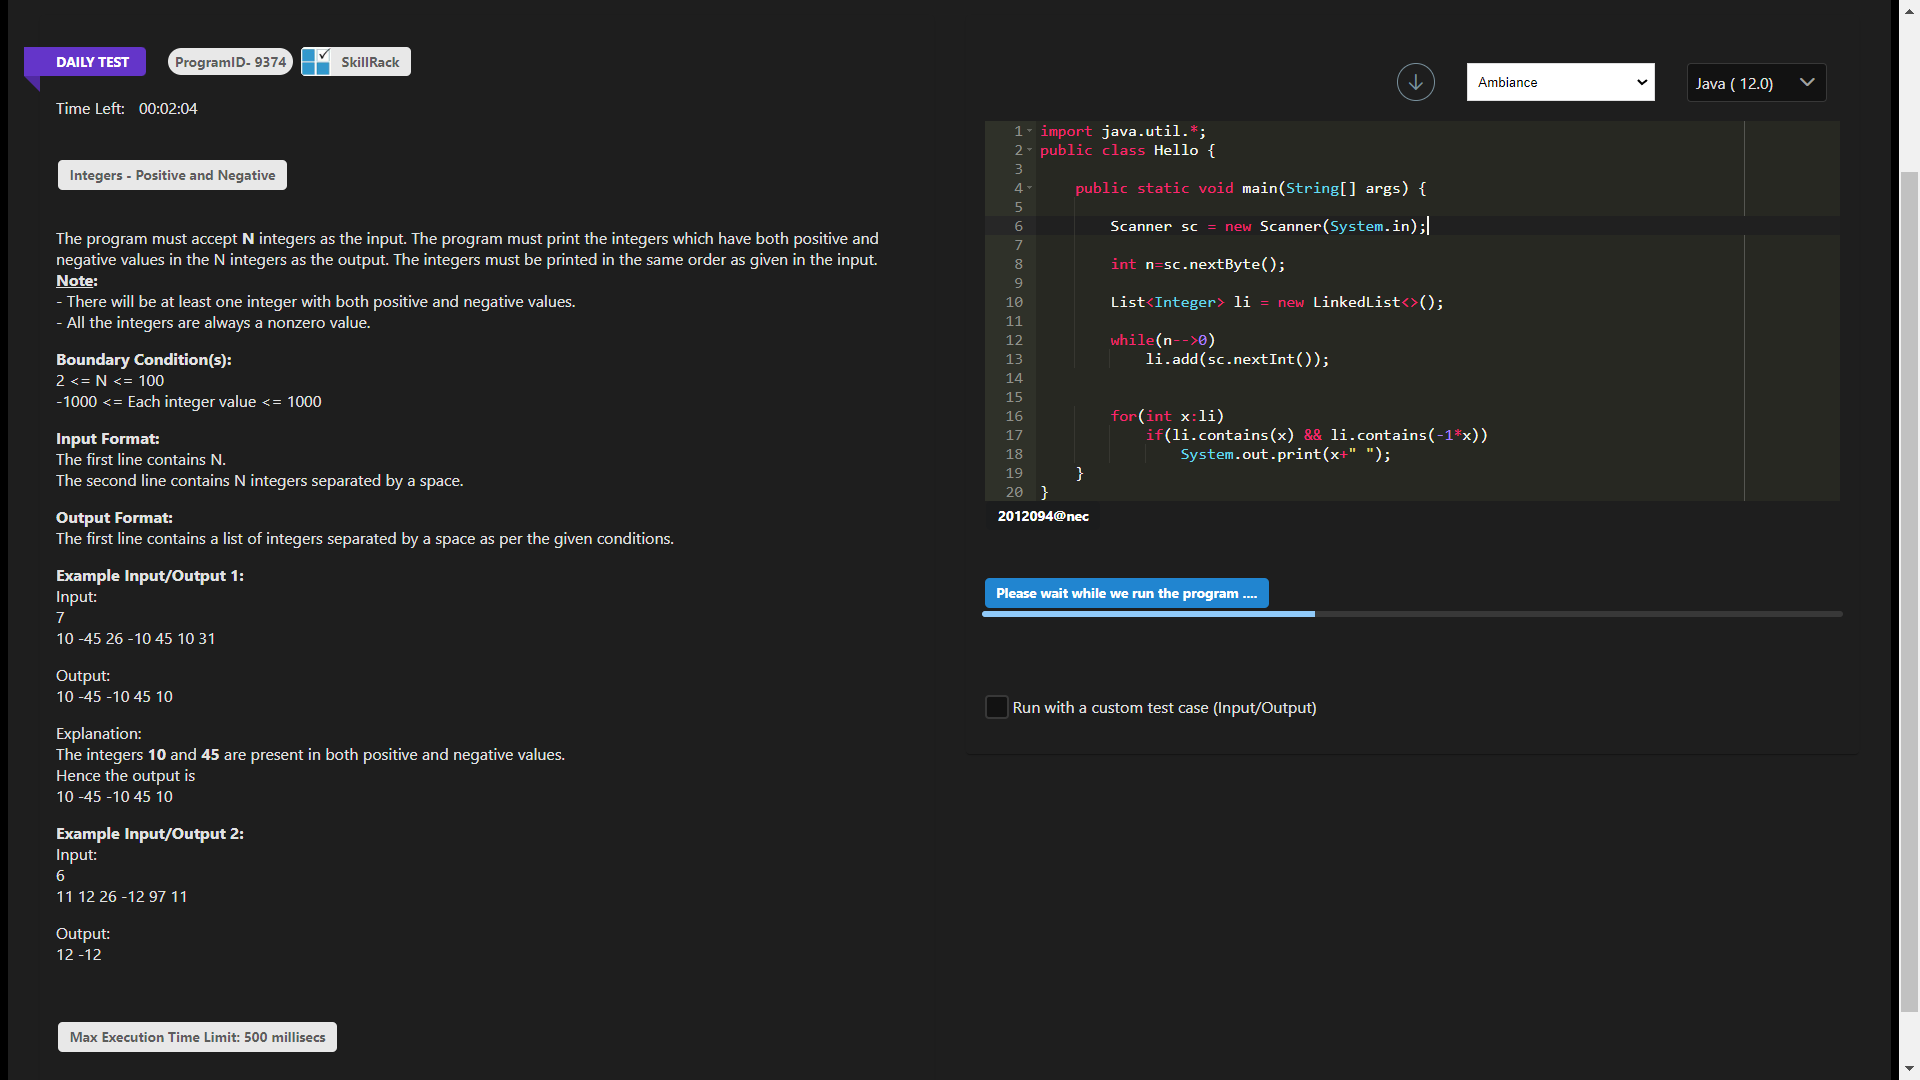 DAILY TEST
ProgramID- 9374
SkillRack
Time Left: 00:02:04
Integers - Positive and Negative
The program must accept N integers as the input. The program must print the integers which have both positive and
negative values in the N integers as the output. The integers must be printed in the same order as given in the input.
Note:
- There will be at least one integer with both positive and negative values.
- All the integers are always a nonzero value.
Boundary Condition(s):
2 <= N <= 100
-1000 <= Each integer value <= 1000
Input Format:
The first line contains N.
The second line contains N integers separated by a space.
Output Format:
The first line contains a list of integers separated by a space as per the given conditions.
Example Input/Output 1:
Input:
7
10 -45 26 -10 45 10 31
Output:
10 -45 -10 45 10
Explanation:
The integers 10 and 45 are present in both positive and negative values.
Hence the output is
10 -45 -10 45 10
Example Input/Output 2:
Input:
6
11 12 26 -12 97 11
Output:
12 -12
Max Execution Time Limit: 500 millisecs
Ambiance
Java ( 12.0)
1 import java.util.*;
2 public class Hello {
3
4     public static void main(String[] args) {
5
6         Scanner sc = new Scanner(System.in);
7
8         int n=sc.nextByte();
9
10         List<Integer> li = new LinkedList<>();
11
12         while(n-->0)
13             li.add(sc.nextInt());
14
15
16         for(int x:li)
17             if(li.contains(x) && li.contains(-1*x))
18                 System.out.print(x+" ");
19     }
20 }
2012094@nec
Please wait while we run the program ....
Run with a custom test case (Input/Output)